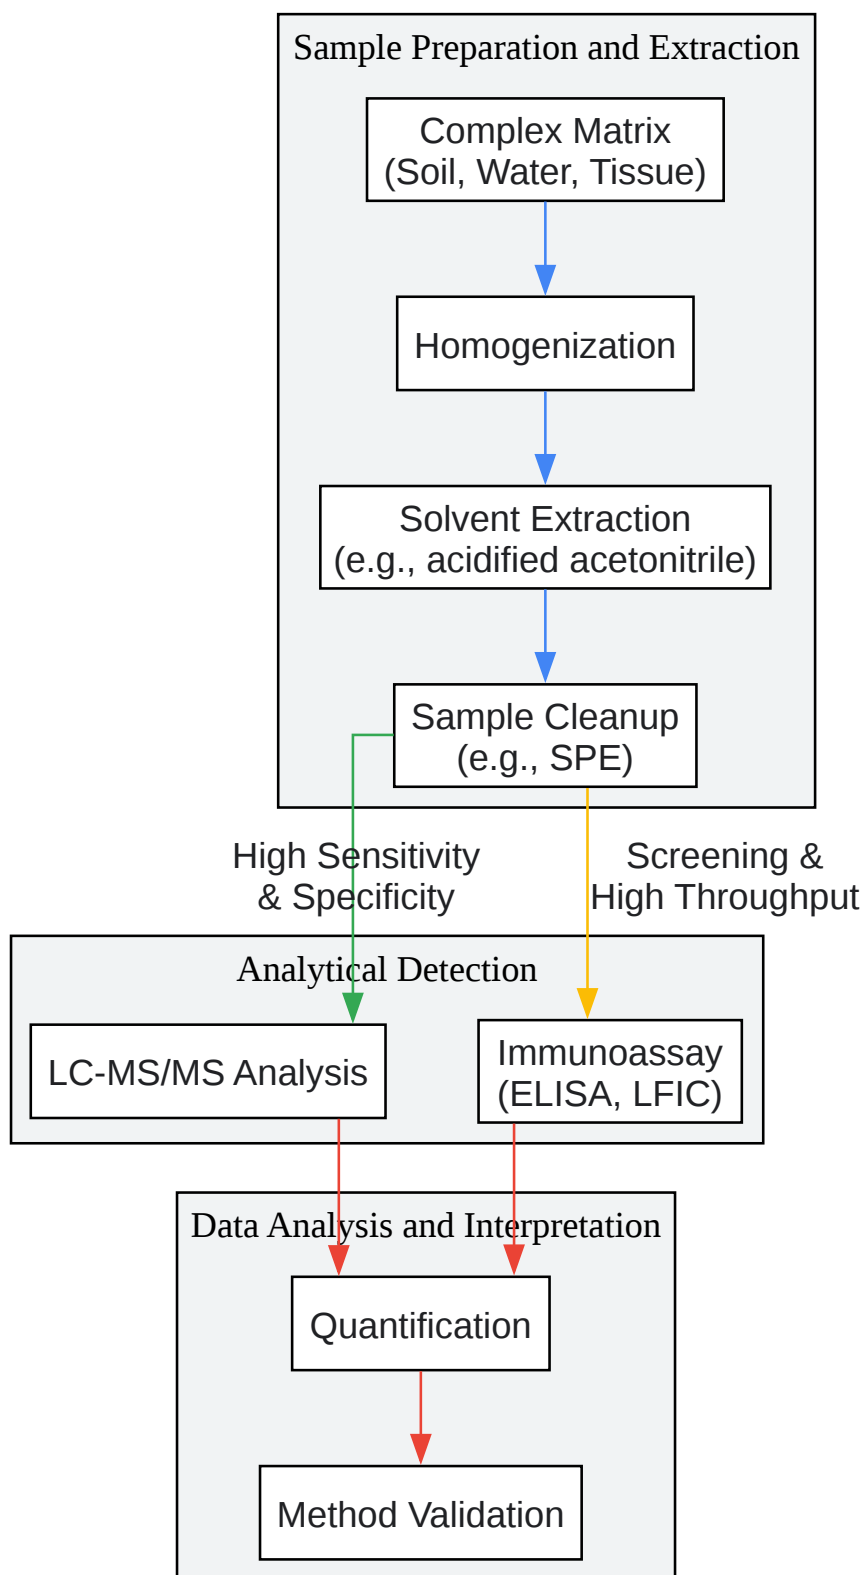 Sample Preparation and Extraction
Complex Matrix
(Soil, Water, Tissue)
Homogenization
Solvent Extraction
(e.g., acidified acetonitrile)
Sample Cleanup
(e.g., SPE)
High Sensitivity
& Specificity
Screening &
High Throughput
Analytical Detection
LC-MS/MS Analysis
Immunoassay
(ELISA, LFIC)
Data Analysis and Interpretation
Quantification
Method Validation